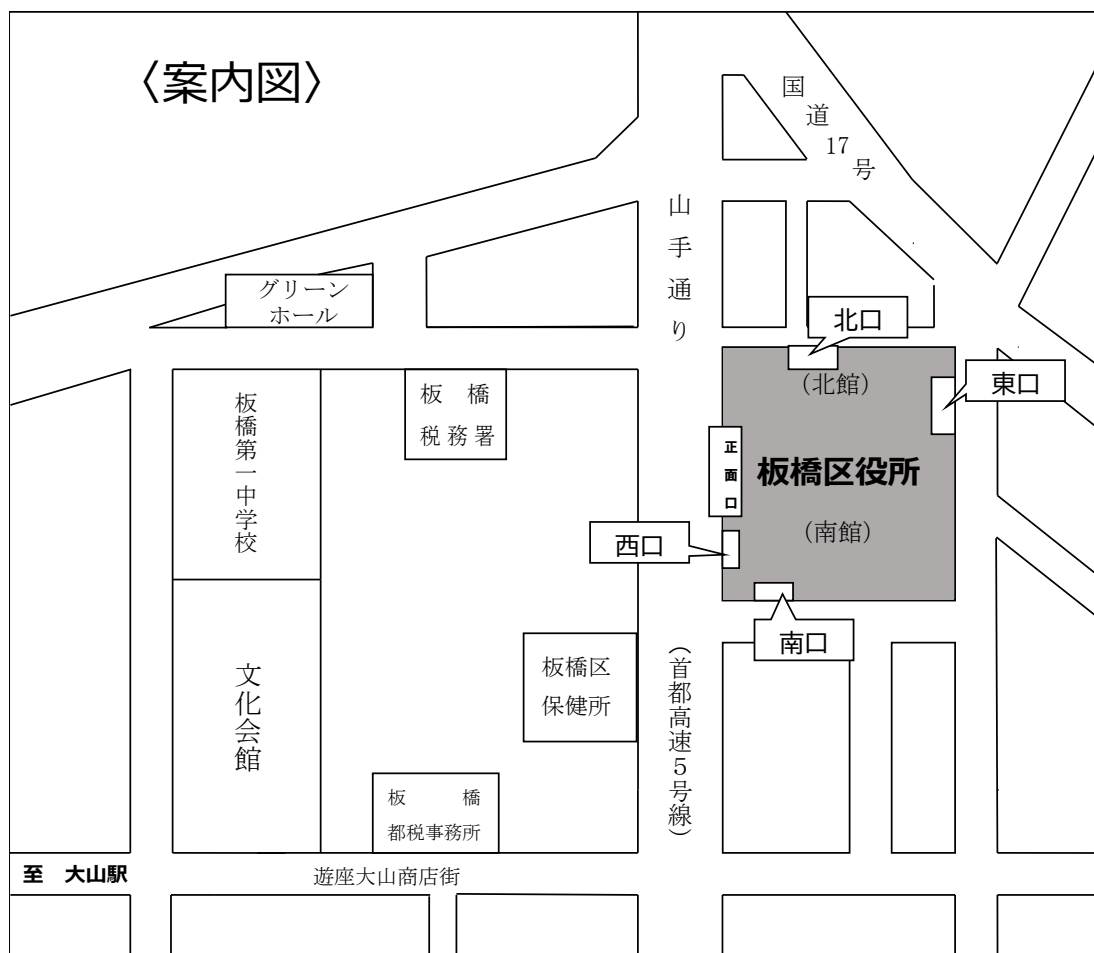 〈案内図〉
国道17号
山手通り
グリーン
ホール
北口
(北館)
東口
板橋第一中学校
板 橋
税務署
正面口
板橋区役所
西口
(南館)
南口
文化会館
板橋区
保健所
(首都高速5号線)
板 橋
都税事務所
至 大山駅
遊座大山商店街